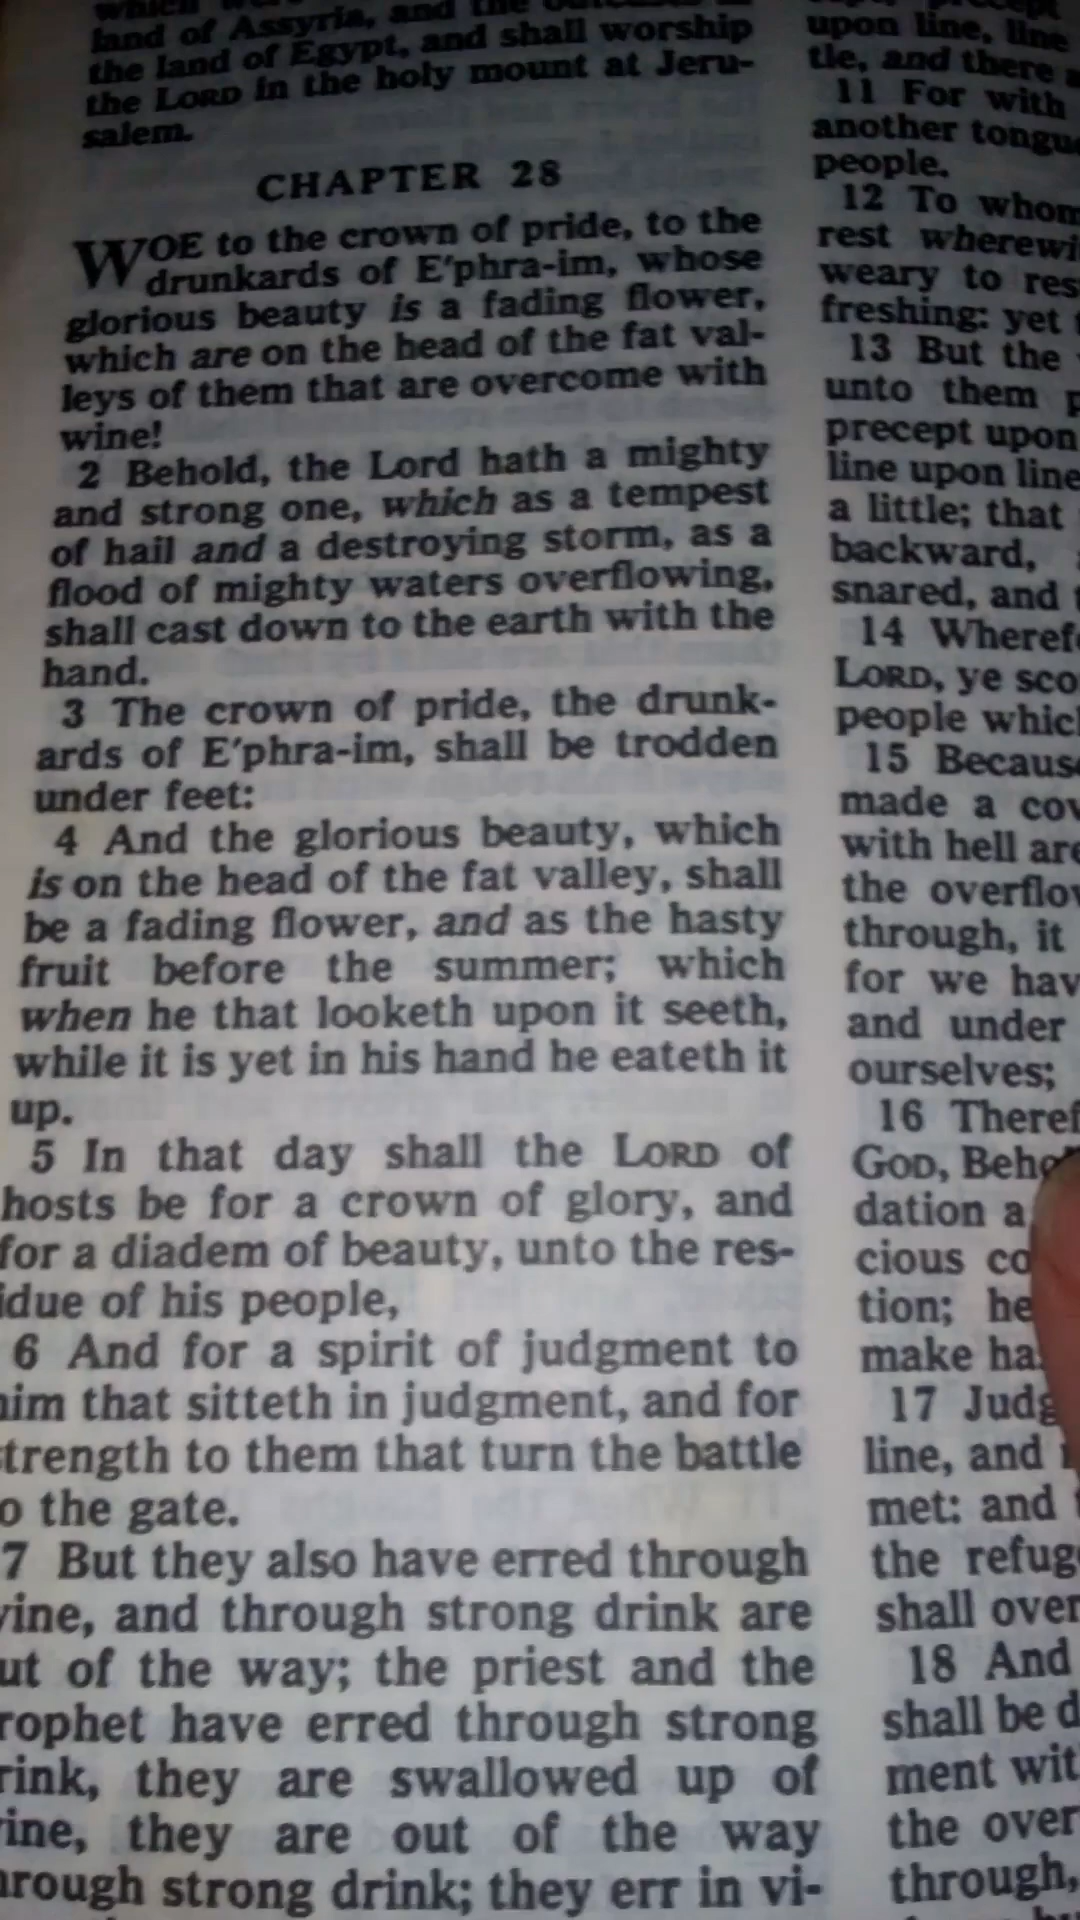 land of Assyria, and the
the land of Egypt, and shall worship
the LORD in the holy mount at Jeru-
salem.
CHAPTER 28
WOE to the crown of pride, to the
drunkards of E'phra-im, whose
glorious beauty is a fading flower,
which are on the head of the fat val-
leys of them that are overcome with
wine!
2 Behold, the Lord hath a mighty
and strong one, which as a tempest
of hail and a destroying storm, as a
flood of mighty waters overflowing,
shall cast down to the earth with the
hand.
3 The crown of pride, the drunk-
ards of E'phra-im, shall be trodden
under feet:
4 And the glorious beauty, which
is on the head of the fat valley, shall
be a fading flower, and as the hasty
fruit before the summer; which
when he that looketh upon it seeth,
while it is yet in his hand he eateth it
up.
5 In that day shall the LORD of
hosts be for a crown of glory, and
for a diadem of beauty, unto the res-
idue of his people,
6 And for a spirit of judgment to
him that sitteth in judgment, and for
strength to them that turn the battle
o the gate.
7 But they also have erred through
ine, and through strong drink are
ut of the way; the priest and the
rophet have erred through strong
rink, they are swallowed up of
ine, they are out of the way
hrough strong drink; they err in vi-
upon line, line
tle, and there a
11 For with
another tongue
people.
12 To whom
rest wherewi
weary to res
freshing: yet
13 But the
unto them p
precept upon
line upon line
a little; that
backward,
snared, and
14 Wheref
LORD, ye sco
people which
15 Because
made a cov
with hell are
the overflow
through, it
for we hav
and under
ourselves;
16 Theref
GOD, Beho
dation a
cious co
tion; he
make ha
17 Judg
line, and
met: and
the refug
shall over
18 And
shall be d
ment wit
the over
through,